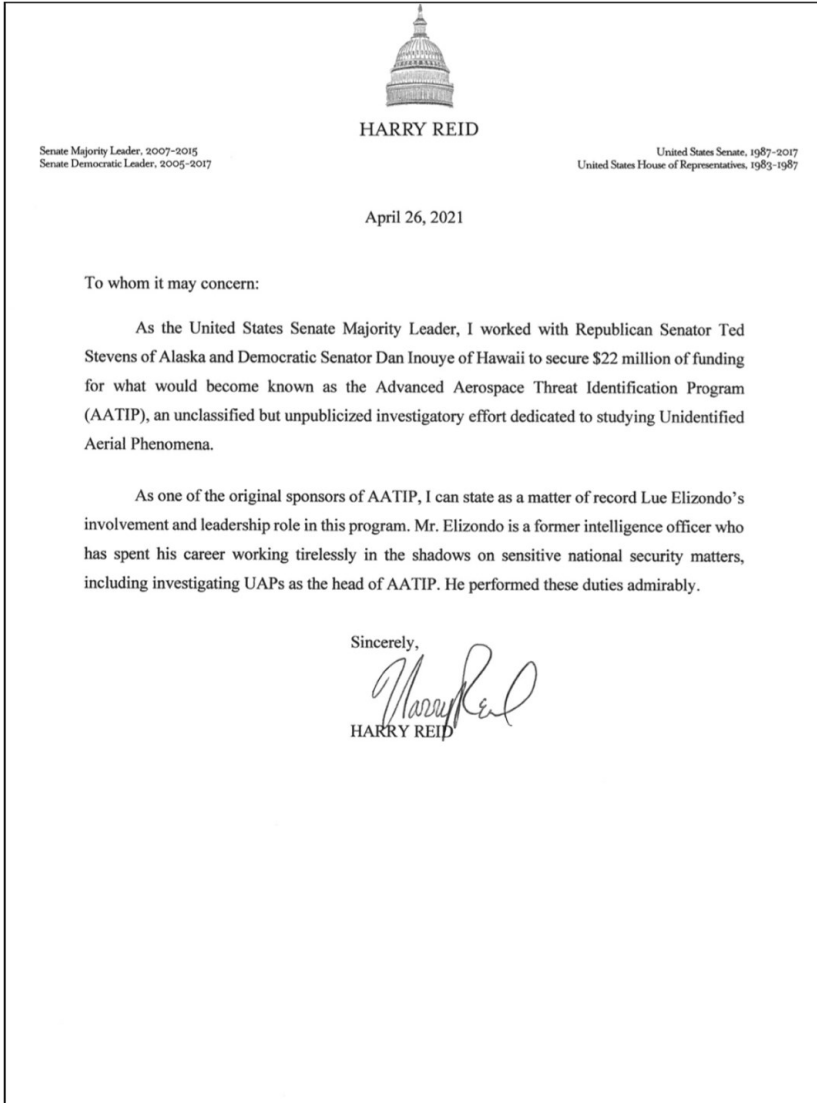 HARRY REID
Senate Majority Leader, 2007-2015
Senate Democratic Leader, 2005-2017
United States Senate, 1987-2017
United States House of Representatives, 1983-1987
April 26, 2021
To whom it may concern:
As the United States Senate Majority Leader, I worked with Republican Senator Ted
Stevens of Alaska and Democratic Senator Dan Inouye of Hawaii to secure $22 million of funding
for what would become known as the Advanced Aerospace Threat Identification Program
(AATIP), an unclassified but unpublicized investigatory effort dedicated to studying Unidentified
Aerial Phenomena.
As one of the original sponsors of AATIP, I can state as a matter of record Lue Elizondo’s
involvement and leadership role in this program. Mr. Elizondo is a former intelligence officer who
has spent his career working tirelessly in the shadows on sensitive national security matters,
including investigating UAPs as the head of AATIP. He performed these duties admirably.
Sincerely,
Harry Reid
HARRY REID